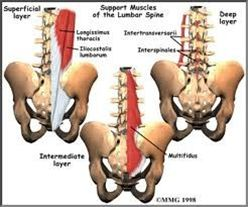 Superficial
layer
Support Muscles
of the Lumbar Spine
Deep
layer
Longissimus
thoracis
Iliocostalis
lumborum
Intertransversarii
Interspinales
Intermediate
layer
Multifidus
©MMG 1998